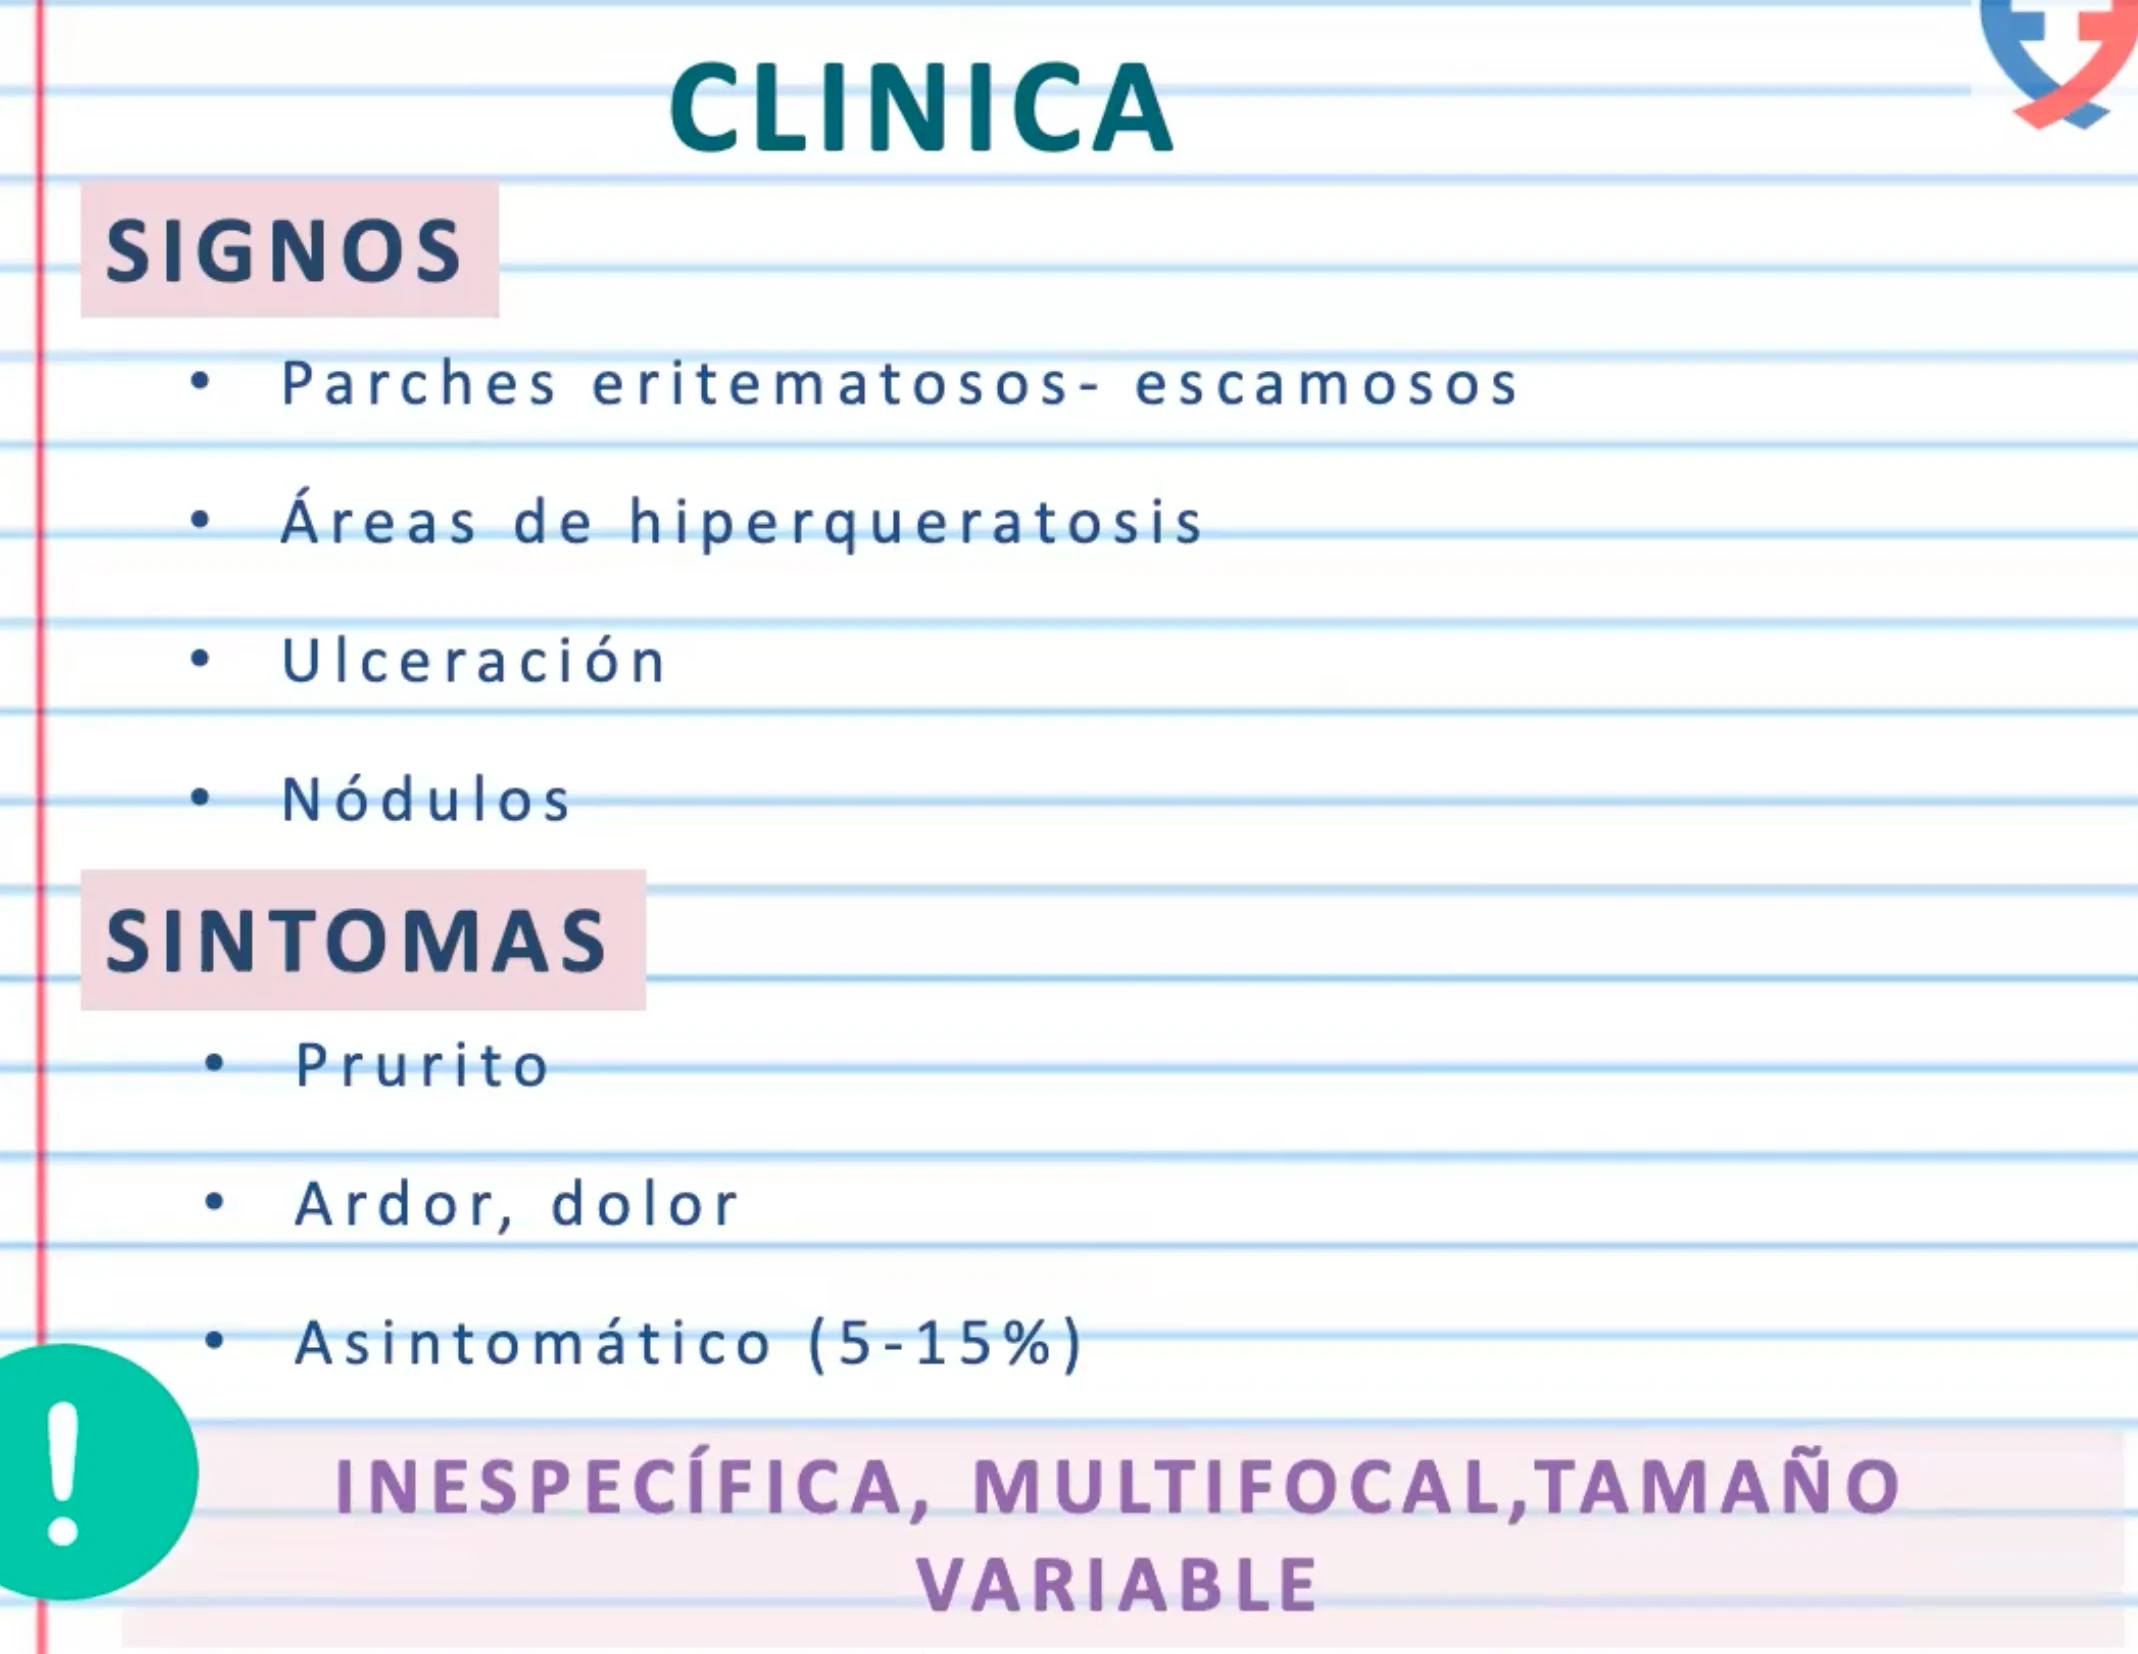 CLINICA
SIGNOS
• Parches eritematosos- escamosos
• Áreas de hiperqueratosis
• Ulceración
• Nódulos
SINTOMAS
• Prurito
• Ardor, dolor
• Asintomático (5-15%)
!
INESPECÍFICA, MULTIFOCAL,TAMAÑO
VARIABLE